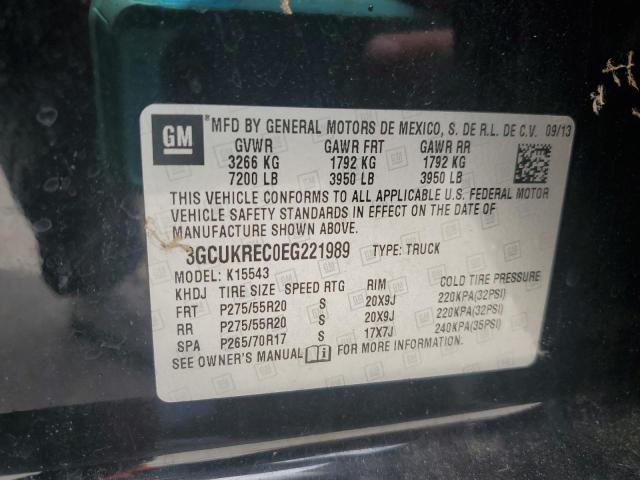 GM
MFD BY GENERAL MOTORS DE MEXICO, S. DE R.L. DE C.V. 09/13
GVWR GAWR FRT GAWR RR
3266 KG 1792 KG 1792 KG
7200 LB 3950 LB 3950 LB
THIS VEHICLE CONFORMS TO ALL APPLICABLE U.S. FEDERAL MOTOR
VEHICLE SAFETY STANDARDS IN EFFECT ON THE DATE OF
MANUFACTURE SHOWN ABOVE.
3GCUKREC0EG221989 TYPE: TRUCK
MODEL: K15543
KHDJ TIRE SIZE SPEED RTG RIM COLD TIRE PRESSURE
FRT P275/55R20 S 20X9J 220KPA(32PSI)
RR P275/55R20 S 20X9J 220KPA(32PSI)
SPA P265/70R17 S 17X7J 240KPA(35PSI)
SEE OWNER'S MANUAL FOR MORE INFORMATION.